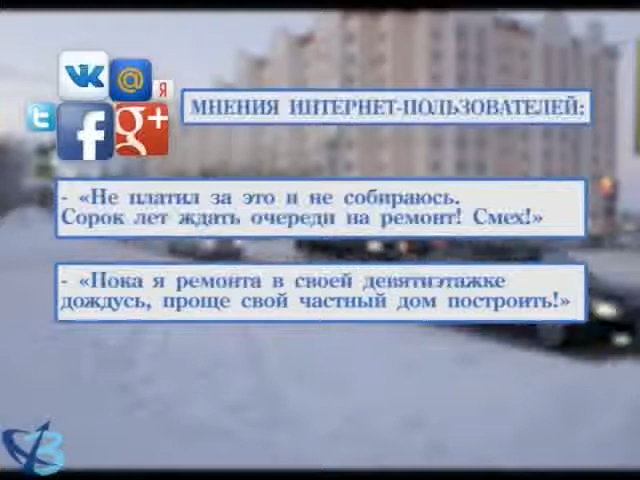 МНЕНИЯ ИНТЕРНЕТ-ПОЛЬЗОВАТЕЛЕЙ:
- «Не платил за это и не собираюсь.
Сорок лет ждать очереди на ремонт! Смех!»
- «Пока я ремонта в своей девятиэтажке
дождусь, проще свой частный дом построить!»